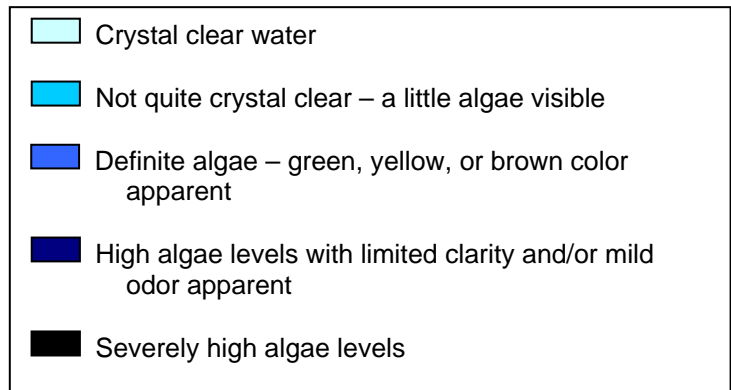 Crystal clear water
Not quite crystal clear – a little algae visible
Definite algae – green, yellow, or brown color
apparent
High algae levels with limited clarity and/or mild
odor apparent
Severely high algae levels